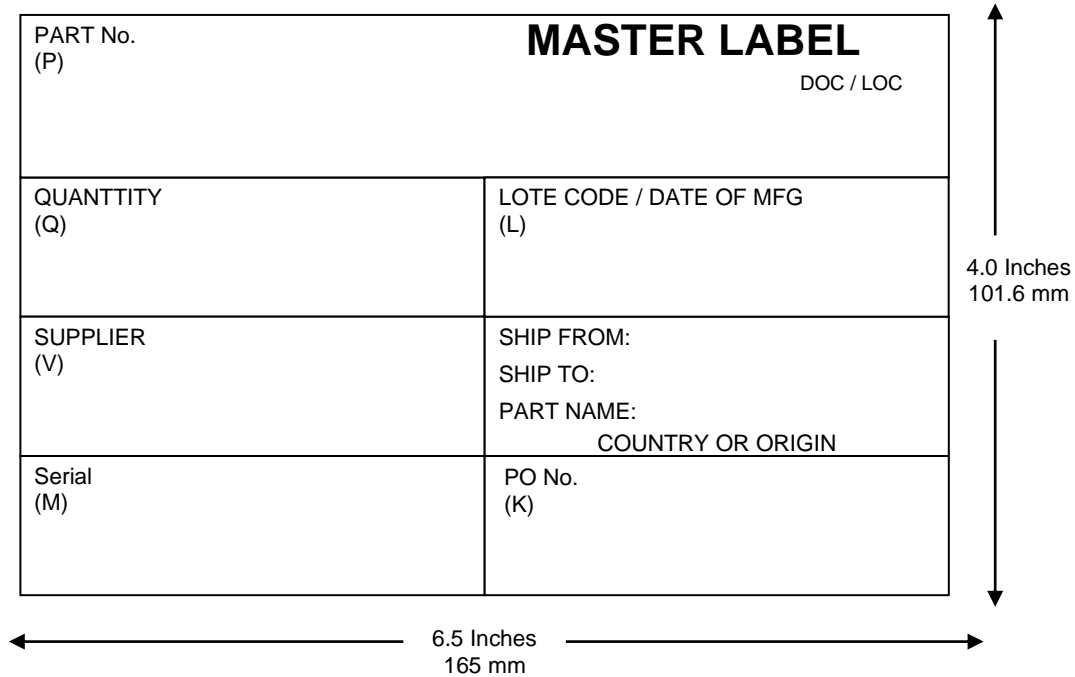 PART No.
(P)
MASTER LABEL
DOC / LOC
QUANTTITY
(Q)
LOTE CODE / DATE OF MFG
(L)
4.0 Inches
101.6 mm
SUPPLIER
(V)
SHIP FROM:
SHIP TO:
PART NAME:
COUNTRY OR ORIGIN
Serial
(M)
PO No.
(K)
6.5 Inches
165 mm